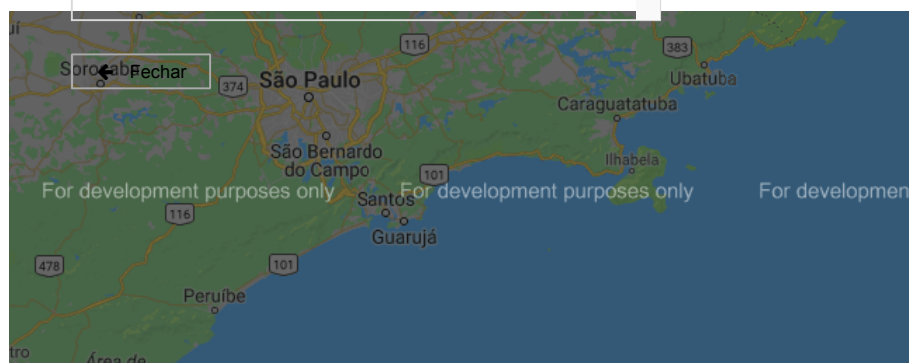 116
383
Sorocaba
Fechar
374
São Paulo
Ubatuba
Caraguatatuba
São Bernardo
do Campo
Ilhabela
101
For development purposes only
For development purposes only
For developmen
Santos
116
Guarujá
478
101
Peruíbe
Área de